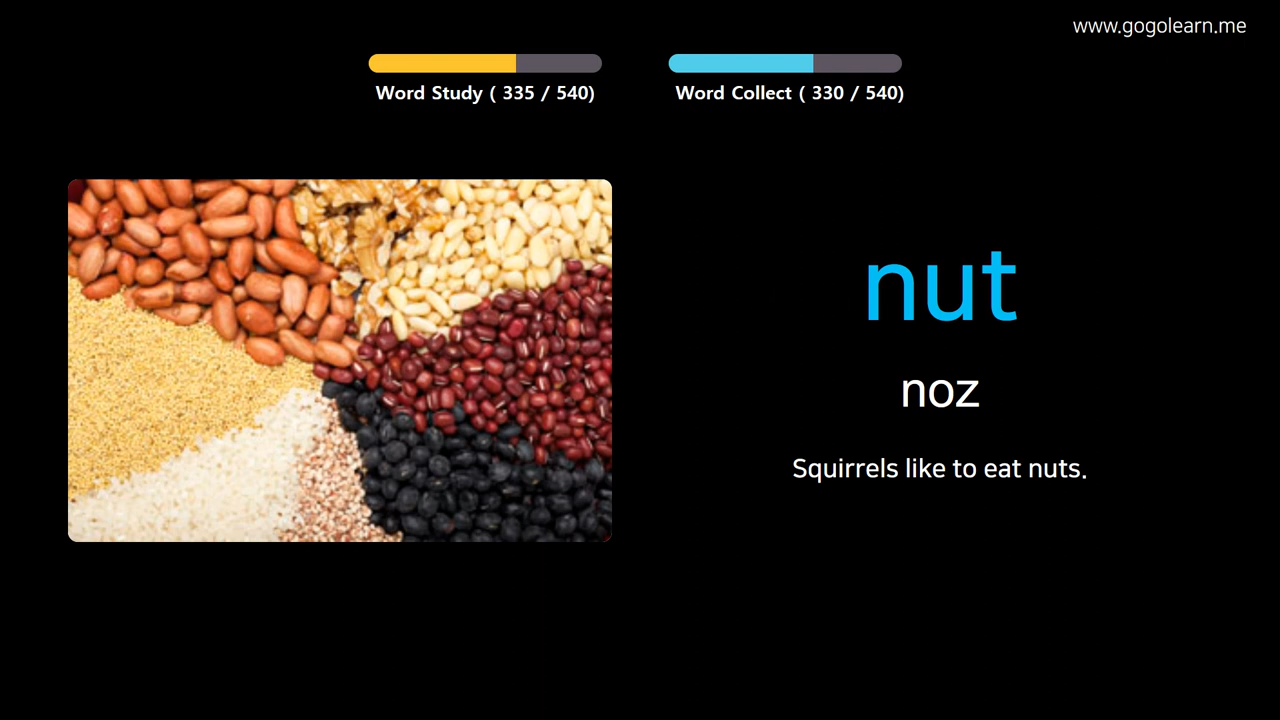 www.gogolearn.me
Word Study ( 335 / 540)
Word Collect ( 330 / 540)
nut
noz
Squirrels like to eat nuts.